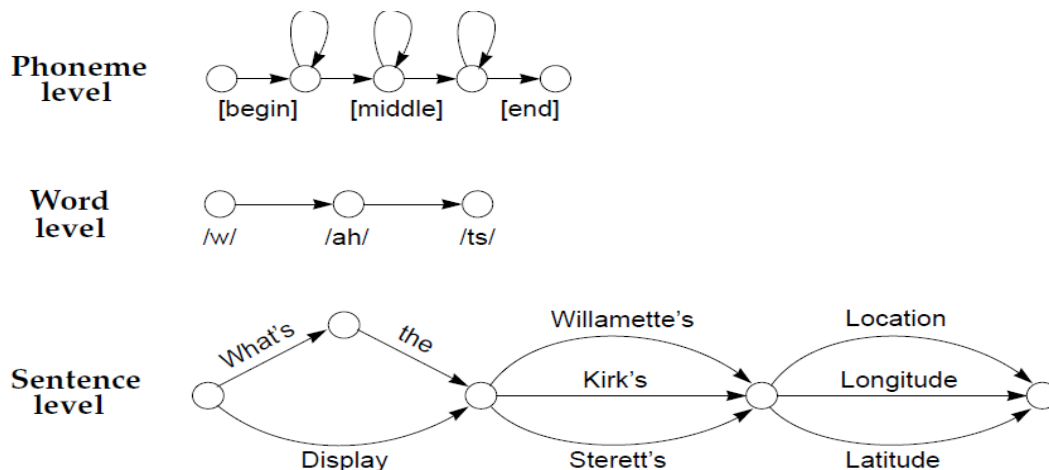 Phoneme
level
[begin] [middle] [end]
Word
level
/w/ /ah/ /ts/
Sentence
level
What's
the
Willamette's
Location
Kirk's
Longitude
Display
Sterett's
Latitude